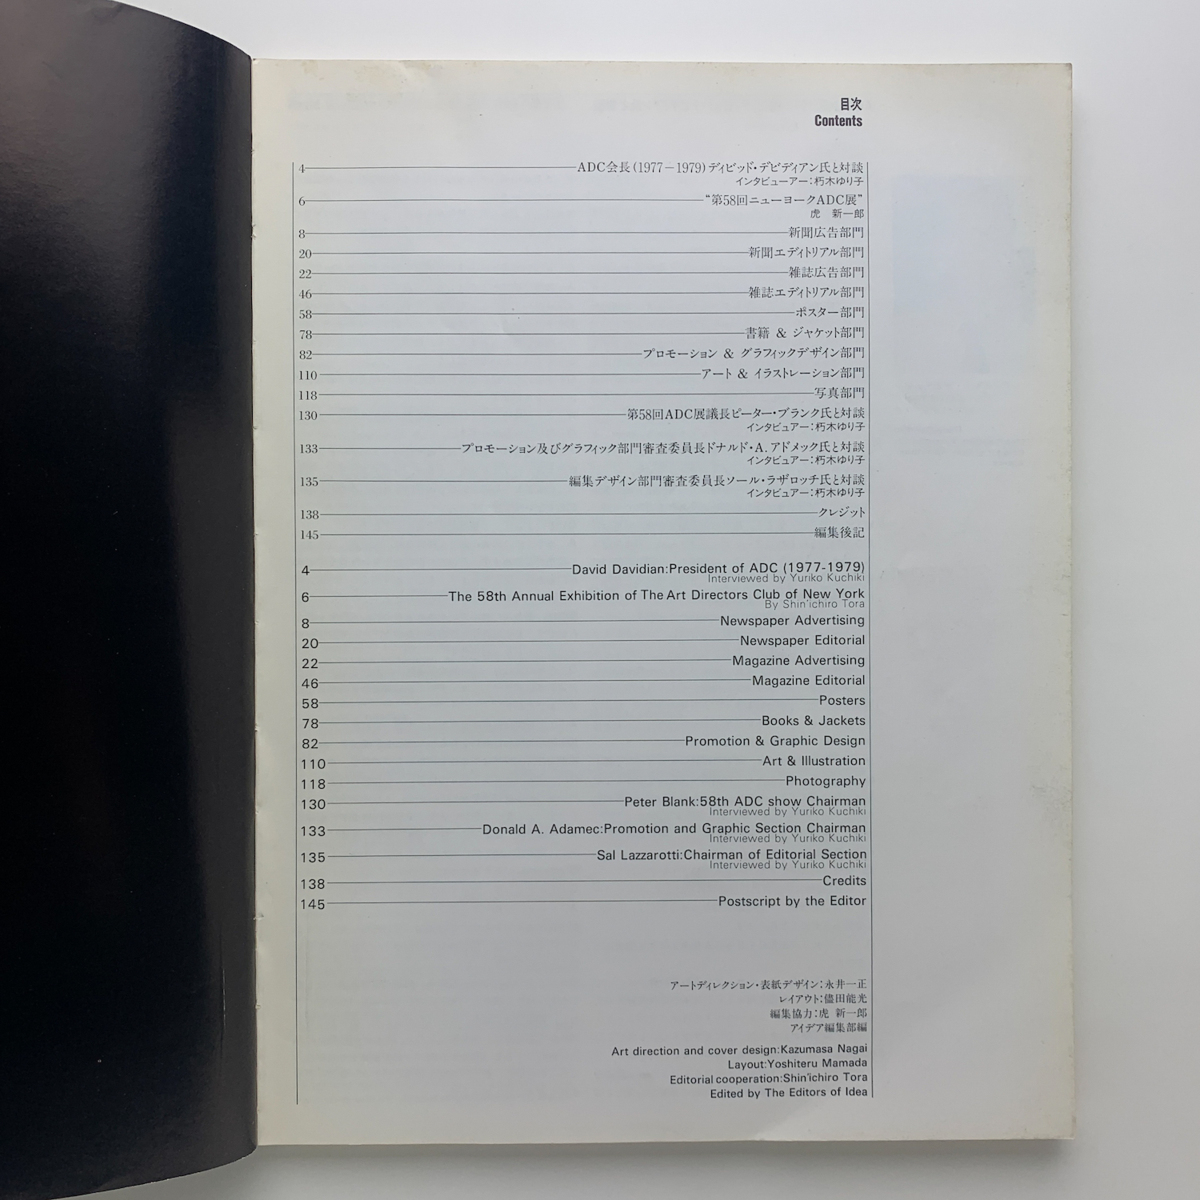 目次
Contents
4 ADC会長(1977－1979)ディビッド・デビディアン氏と対談
インタビューアー：朽木ゆり子
6 “第58回ニューヨークADC展”
虎　新一郎
8 新聞広告部門
20 新聞エディトリアル部門
22 雑誌広告部門
46 雑誌エディトリアル部門
58 ポスター部門
78 書籍 & ジャケット部門
82 プロモーション & グラフィックデザイン部門
110 アート & イラストレーション部門
118 写真部門
130 第58回ADC展議長ピーター・ブランク氏と対談
インタビュアー：朽木ゆり子
133 プロモーション及びグラフィック部門審査委員長ドナルド・A. アドメック氏と対談
インタビュアー：朽木ゆり子
135 編集デザイン部門審査委員長ソール・ラザロッチ氏と対談
インタビュアー：朽木ゆり子
138 クレジット
145 編集後記
4 David Davidian:President of ADC (1977-1979)
Interviewed by Yuriko Kuchiki
6 The 58th Annual Exhibition of The Art Directors Club of New York
By Shin'ichiro Tora
8 Newspaper Advertising
20 Newspaper Editorial
22 Magazine Advertising
46 Magazine Editorial
58 Posters
78 Books & Jackets
82 Promotion & Graphic Design
110 Art & Illustration
118 Photography
130 Peter Blank:58th ADC show Chairman
Interviewed by Yuriko Kuchiki
133 Donald A. Adamec:Promotion and Graphic Section Chairman
Interviewed by Yuriko Kuchiki
135 Sal Lazzarotti:Chairman of Editorial Section
Interviewed by Yuriko Kuchiki
138 Credits
145 Postscript by the Editor
アートディレクション・表紙デザイン：永井一正
レイアウト：儘田能光
編集協力：虎 新一郎
アイデア編集部編
Art direction and cover design:Kazumasa Nagai
Layout:Yoshiteru Mamada
Editorial cooperation:Shin'ichiro Tora
Edited by The Editors of Idea